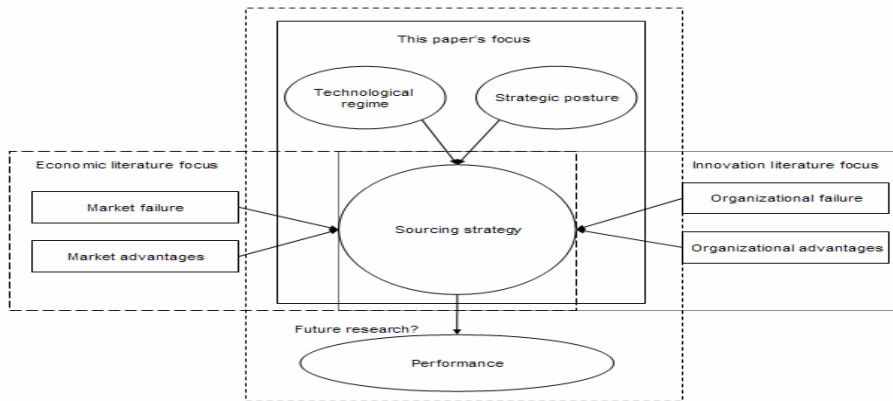 This paper's focus
Technological
regime
Strategic posture
Economic literature focus
Innovation literature focus
Market failure
Organizational failure
Sourcing strategy
Market advantages
Organizational advantages
Future research?
Performance